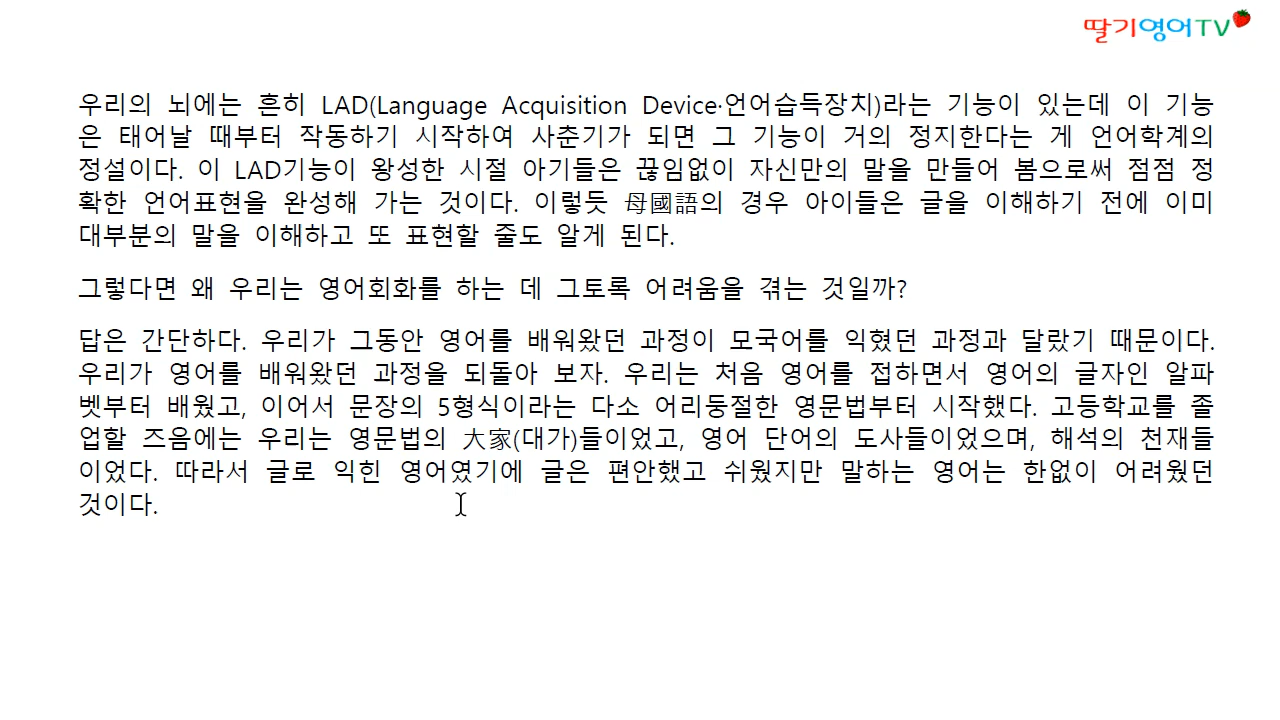 딸기영어TV
우리의 뇌에는 흔히 LAD(Language Acquisition Device·언어습득장치)라는 기능이 있는데 이 기능
은 태어날 때부터 작동하기 시작하여 사춘기가 되면 그 기능이 거의 정지한다는 게 언어학계의
정설이다. 이 LAD기능이 왕성한 시절 아기들은 끊임없이 자신만의 말을 만들어 봄으로써 점점 정
확한 언어표현을 완성해 가는 것이다. 이렇듯 母國語의 경우 아이들은 글을 이해하기 전에 이미
대부분의 말을 이해하고 또 표현할 줄도 알게 된다.
그렇다면 왜 우리는 영어회화를 하는 데 그토록 어려움을 겪는 것일까?
답은 간단하다. 우리가 그동안 영어를 배워왔던 과정이 모국어를 익혔던 과정과 달랐기 때문이다.
우리가 영어를 배워왔던 과정을 되돌아 보자. 우리는 처음 영어를 접하면서 영어의 글자인 알파
벳부터 배웠고, 이어서 문장의 5형식이라는 다소 어리둥절한 영문법부터 시작했다. 고등학교를 졸
업할 즈음에는 우리는 영문법의 大家(대가)들이었고, 영어 단어의 도사들이었으며, 해석의 천재들
이었다. 따라서 글로 익힌 영어였기에 글은 편안했고 쉬웠지만 말하는 영어는 한없이 어려웠던
것이다.